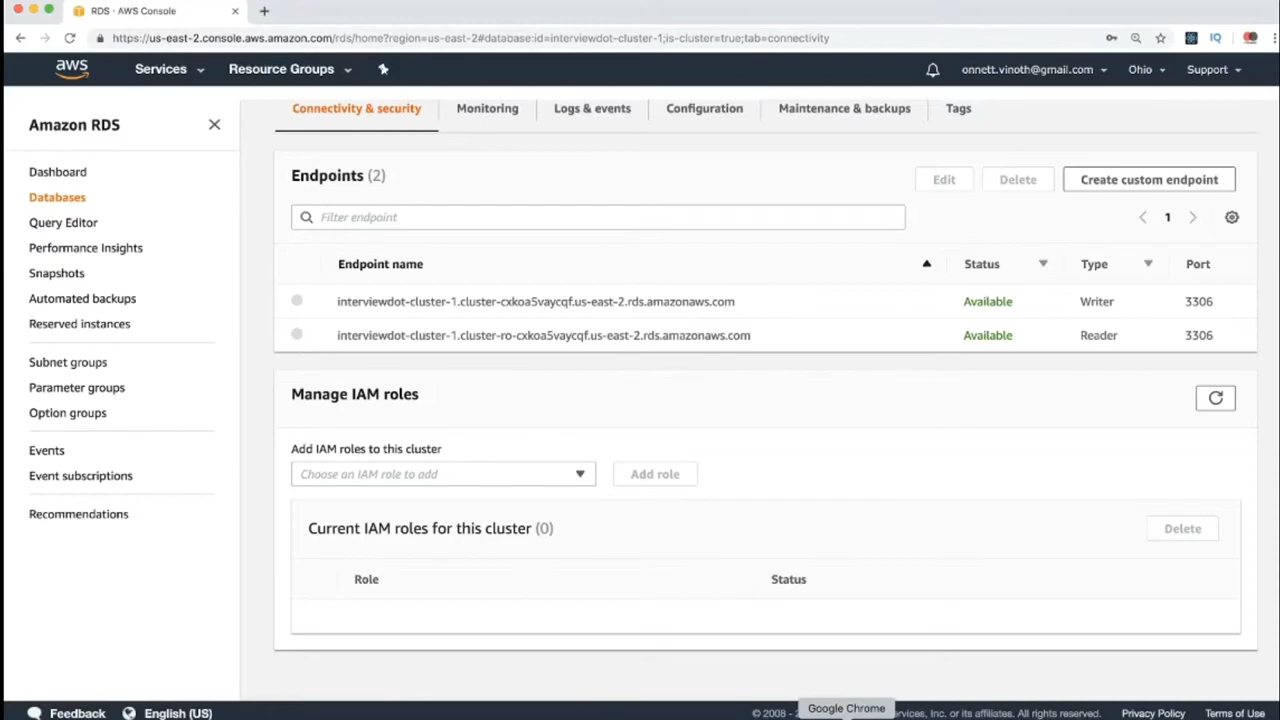 RDS · AWS Console
https://us-east-2.console.aws.amazon.com/rds/home?region=us-east-2#database:id=interviewdot-cluster-1;is-cluster=true;tab=connectivity
IQ
aws Services Resource Groups onnett.vinoth@gmail.com Ohio Support
Amazon RDS
Dashboard
Databases
Query Editor
Performance Insights
Snapshots
Automated backups
Reserved instances
Subnet groups
Parameter groups
Option groups
Events
Event subscriptions
Recommendations
Connectivity & security Monitoring Logs & events Configuration Maintenance & backups Tags
Endpoints (2) Edit Delete Create custom endpoint
Filter endpoint 1
Endpoint name Status Type Port
interviewdot-cluster-1.cluster-cxkoa5vaycqf.us-east-2.rds.amazonaws.com Available Writer 3306
interviewdot-cluster-1.cluster-ro-cxkoa5vaycqf.us-east-2.rds.amazonaws.com Available Reader 3306
Manage IAM roles
Add IAM roles to this cluster
Choose an IAM role to add Add role
Current IAM roles for this cluster (0) Delete
Role Status
Google Chrome
Feedback English (US) © 2008 - Inc. or its affiliates. All rights reserved. Privacy Policy Terms of Use